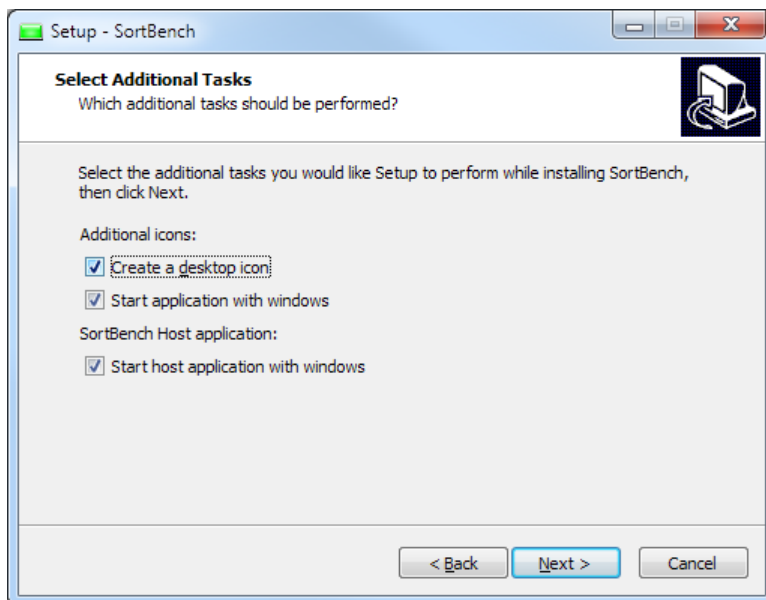 Setup - SortBench
Select Additional Tasks
Which additional tasks should be performed?
Select the additional tasks you would like Setup to perform while installing SortBench,
then click Next.
Additional icons:
Create a desktop icon
Start application with windows
SortBench Host application:
Start host application with windows
< Back Next > Cancel